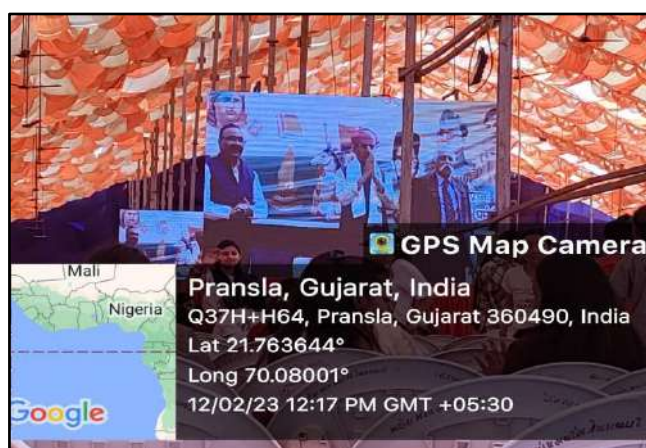 GPS Map Camera
Mali
Nigeria
Google
Pransla, Gujarat, India
Q37H+H64, Pransla, Gujarat 360490, India
Lat 21.763644°
Long 70.08001°
12/02/23 12:17 PM GMT +05:30